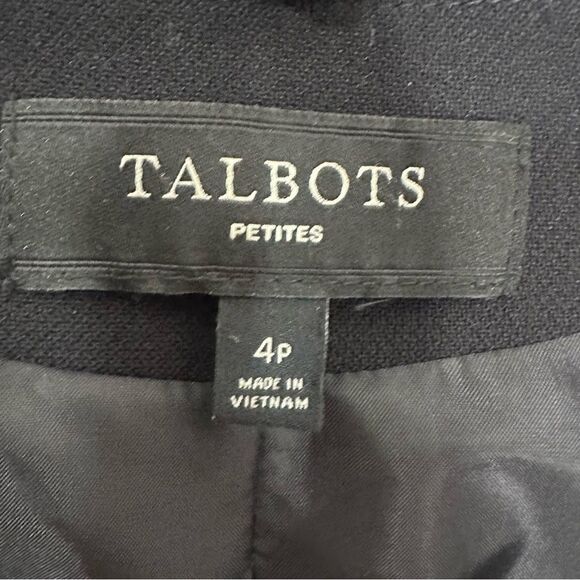 TALBOTS
PETITES
4P
MADE IN
VIETNAM